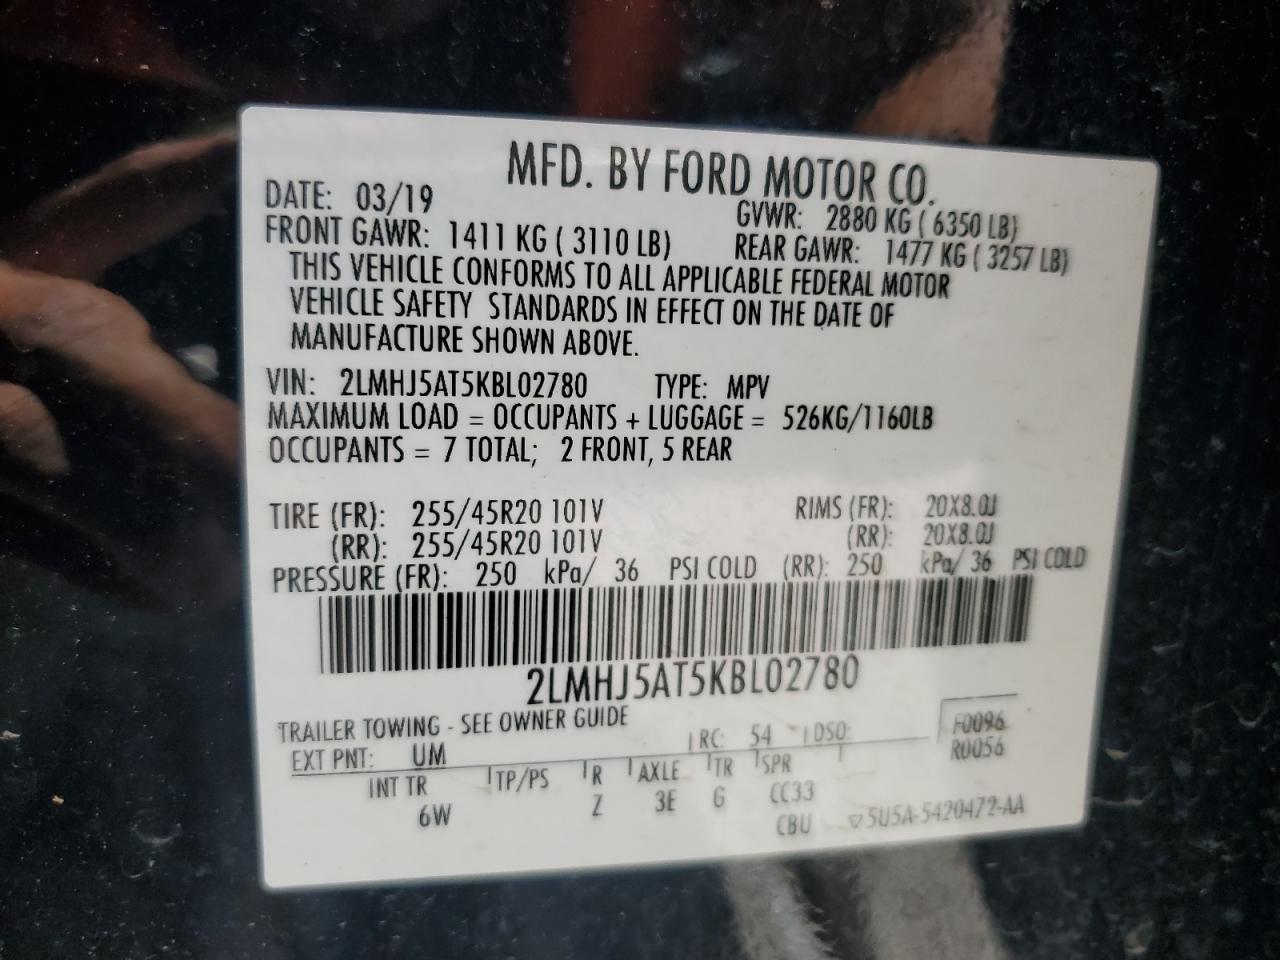 MFD. BY FORD MOTOR CO.
DATE: 03/19 GVWR: 2880 KG ( 6350 LB)
FRONT GAWR: 1411 KG ( 3110 LB) REAR GAWR: 1477 KG ( 3257 LB)
THIS VEHICLE CONFORMS TO ALL APPLICABLE FEDERAL MOTOR
VEHICLE SAFETY STANDARDS IN EFFECT ON THE DATE OF
MANUFACTURE SHOWN ABOVE.
VIN: 2LMHJ5AT5KBL02780 TYPE: MPV
MAXIMUM LOAD = OCCUPANTS + LUGGAGE = 526KG/1160LB
OCCUPANTS = 7 TOTAL; 2 FRONT, 5 REAR
TIRE (FR): 255/45R20 101V RIMS (FR): 20X8.0J
(RR): 255/45R20 101V (RR): 20X8.0J
PRESSURE (FR): 250 kPa/ 36 PSI COLD (RR): 250 kPa/ 36 PSI COLD
2LMHJ5AT5KBL02780
TRAILER TOWING - SEE OWNER GUIDE
EXT PNT: UM RC: 54 DSO: F0096
R0056
INT TR TP/PS R AXLE TR SPR
6W Z 3E G CC33
CBU ▽5U5A-5420472-AA